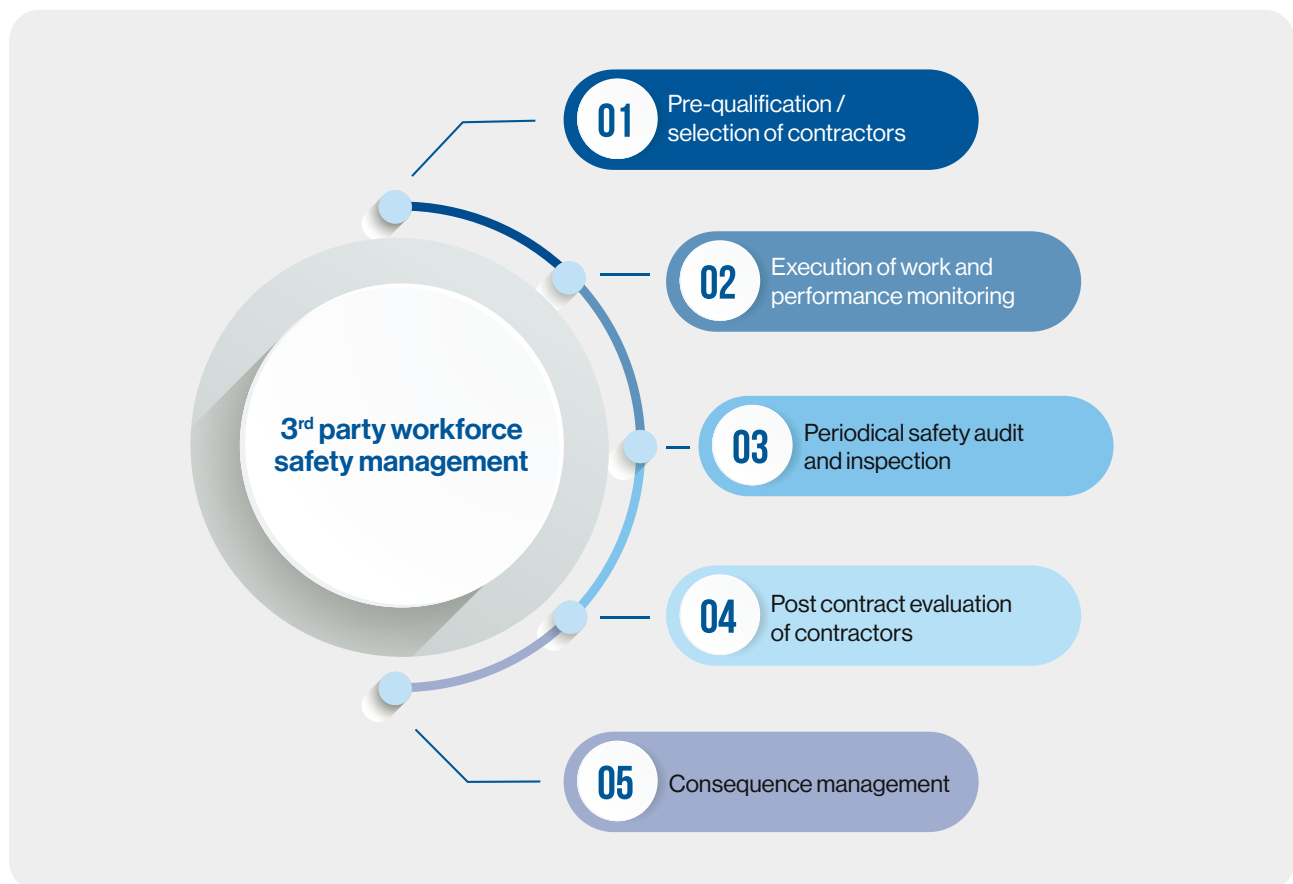 01
Pre-qualification /
selection of contractors
02
Execution of work and
performance monitoring
3rd party workforce
safety management
03
Periodical safety audit
and inspection
04
Post contract evaluation
of contractors
05
Consequence management